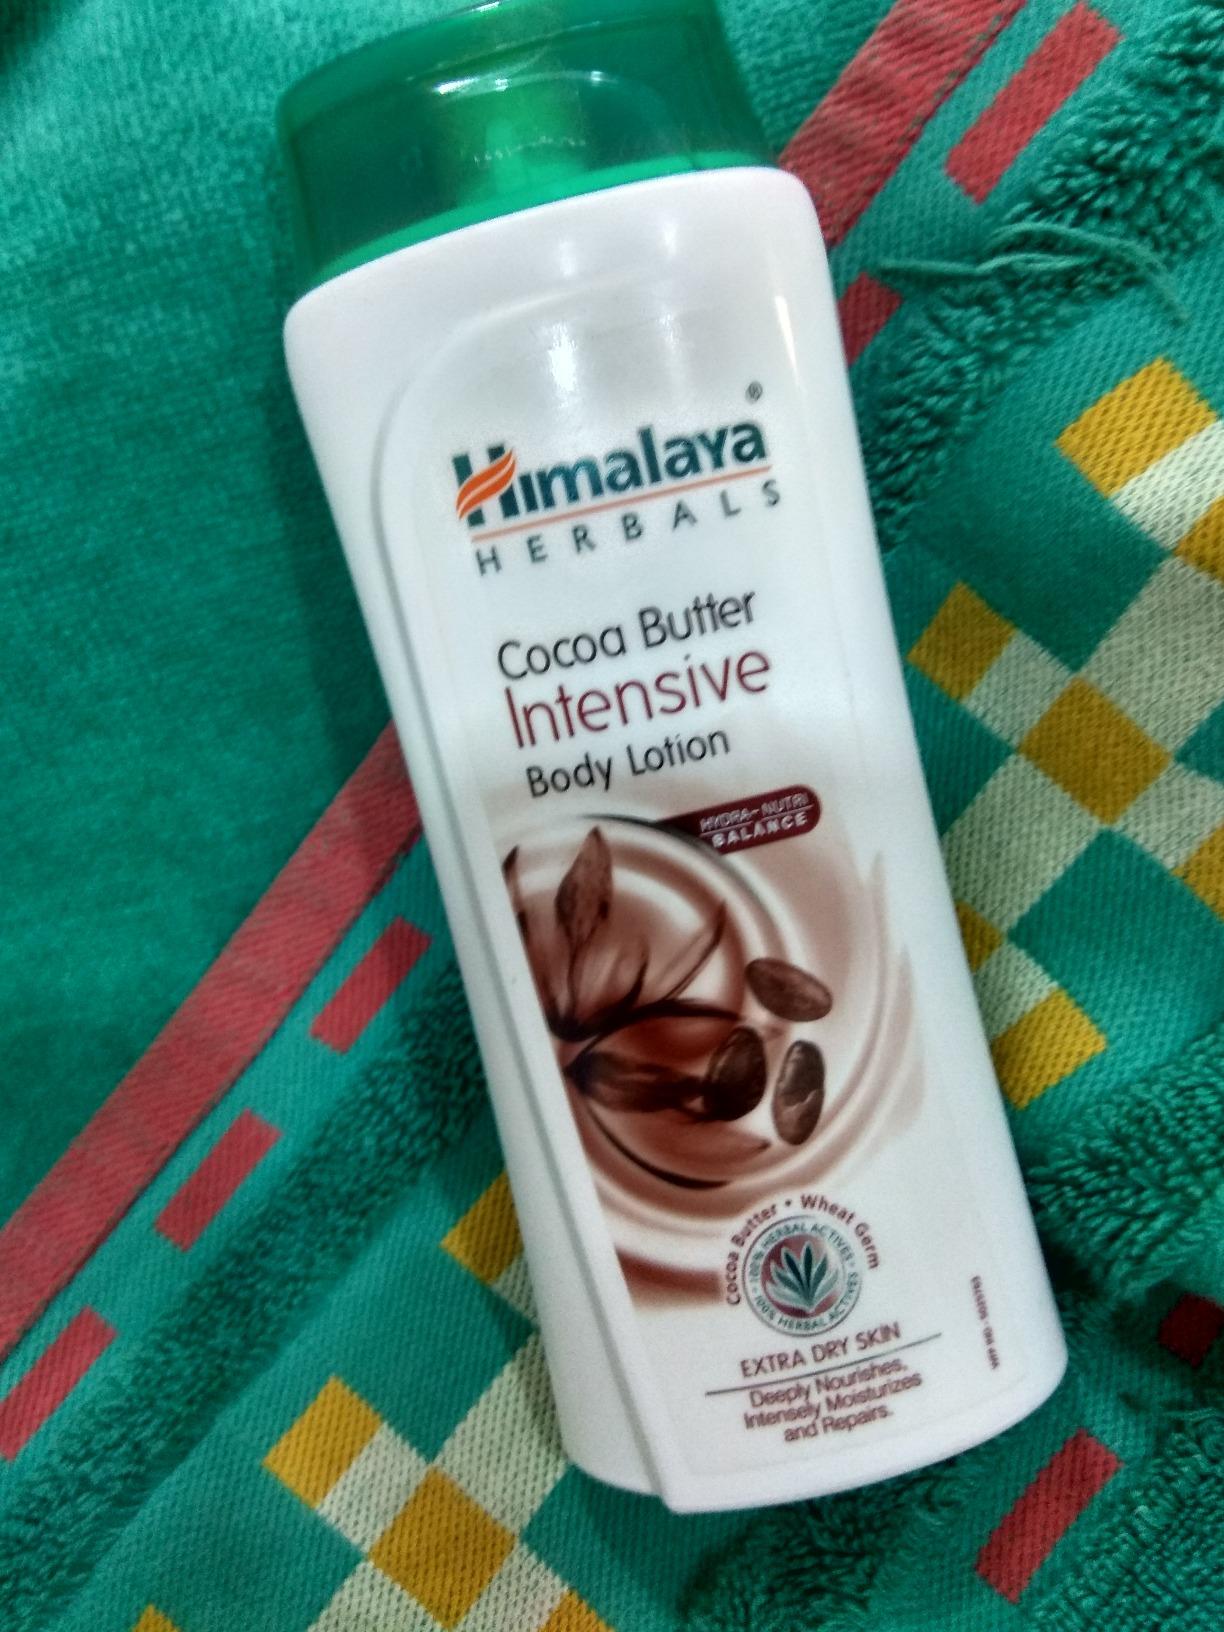 Himalaya®
HERBALS
Cocoa Butter
Intensive
Body Lotion
HYDRA-NUTRI
BALANCE
Cocoa Butter • Wheat Germ
100% HERBAL ACTIVES • 100% HERBAL ACTIVES •
EXTRA DRY SKIN
Deeply Nourishes,
Intensely Moisturizes
and Repairs.